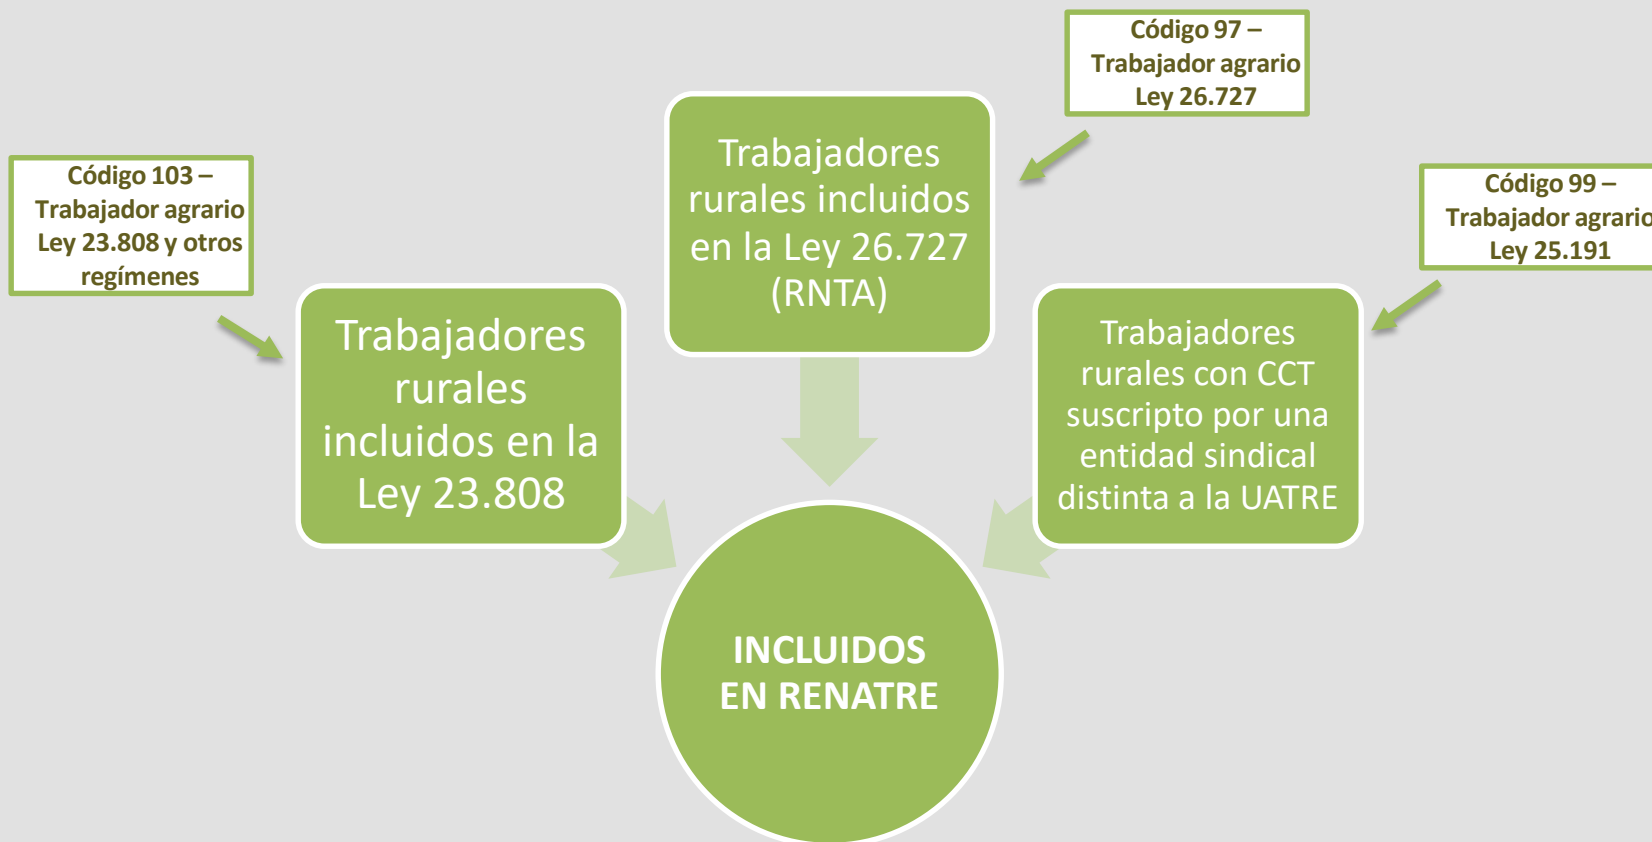 Código 97 –
Trabajador agrario
Ley 26.727
Trabajadores
rurales incluidos
en la Ley 26.727
(RNTA)
Código 103 –
Trabajador agrario
Ley 23.808 y otros
regímenes
Trabajadores
rurales
incluidos en la
Ley 23.808
Código 99 –
Trabajador agrario
Ley 25.191
Trabajadores
rurales con CCT
suscripto por una
entidad sindical
distinta a la UATRE
INCLUIDOS
EN RENATRE